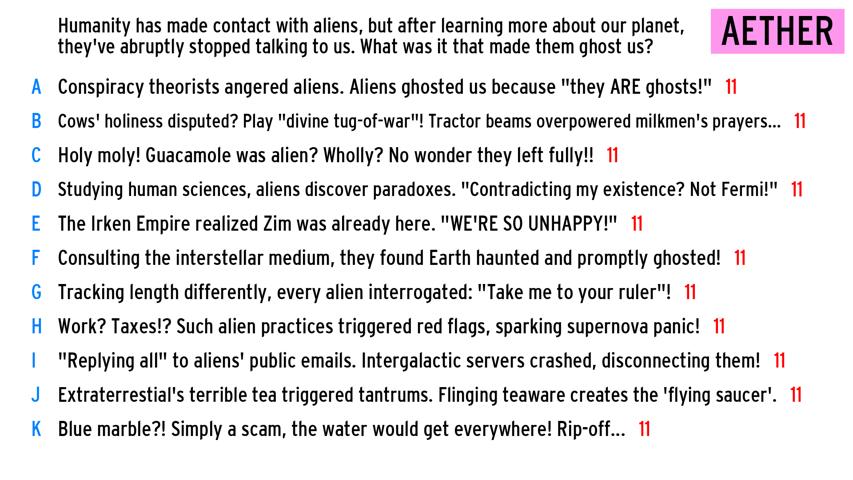 Humanity has made contact with aliens, but after learning more about our planet,
they've abruptly stopped talking to us. What was it that made them ghost us?
AETHER
A Conspiracy theorists angered aliens. Aliens ghosted us because "they ARE ghosts!" 11
B Cows' holiness disputed? Play "divine tug-of-war"! Tractor beams overpowered milkmen's prayers... 11
C Holy moly! Guacamole was alien? Wholly? No wonder they left fully!! 11
D Studying human sciences, aliens discover paradoxes. "Contradicting my existence? Not Fermi!" 11
E The Irken Empire realized Zim was already here. "WE'RE SO UNHAPPY!" 11
F Consulting the interstellar medium, they found Earth haunted and promptly ghosted! 11
G Tracking length differently, every alien interrogated: "Take me to your ruler"! 11
H Work? Taxes!? Such alien practices triggered red flags, sparking supernova panic! 11
I "Replying all" to aliens' public emails. Intergalactic servers crashed, disconnecting them! 11
J Extraterrestial's terrible tea triggered tantrums. Flinging teaware creates the 'flying saucer'. 11
K Blue marble?! Simply a scam, the water would get everywhere! Rip-off... 11